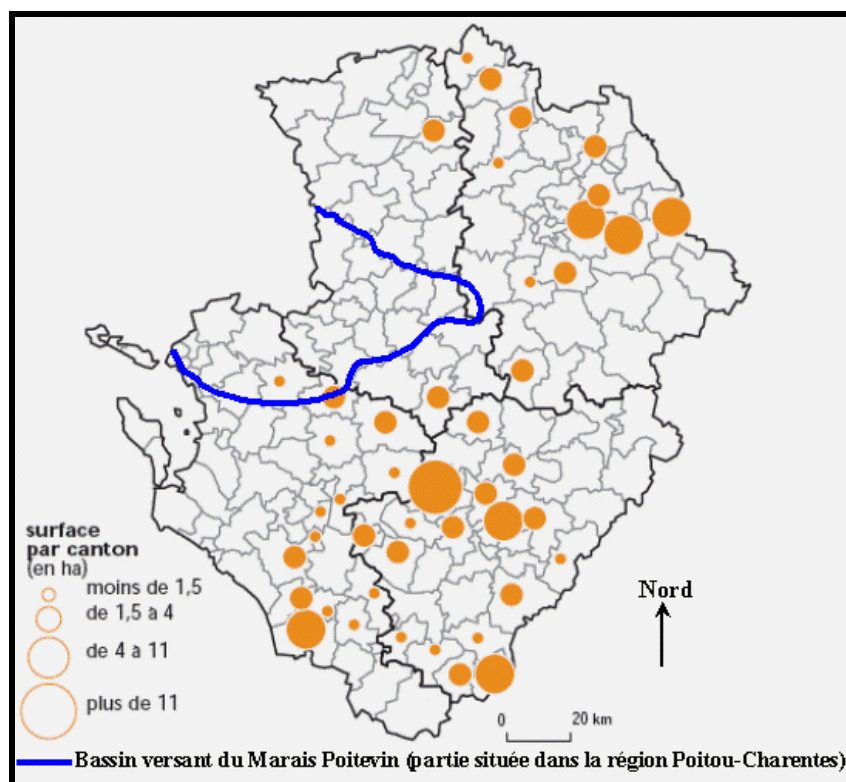 surface
par canton
(en ha)
moins de 1,5
de 1,5 à 4
de 4 à 11
plus de 11
Nord
0 20 km
Bassin versant du Marais Poitevin (partie située dans la région Poitou-Charentes)